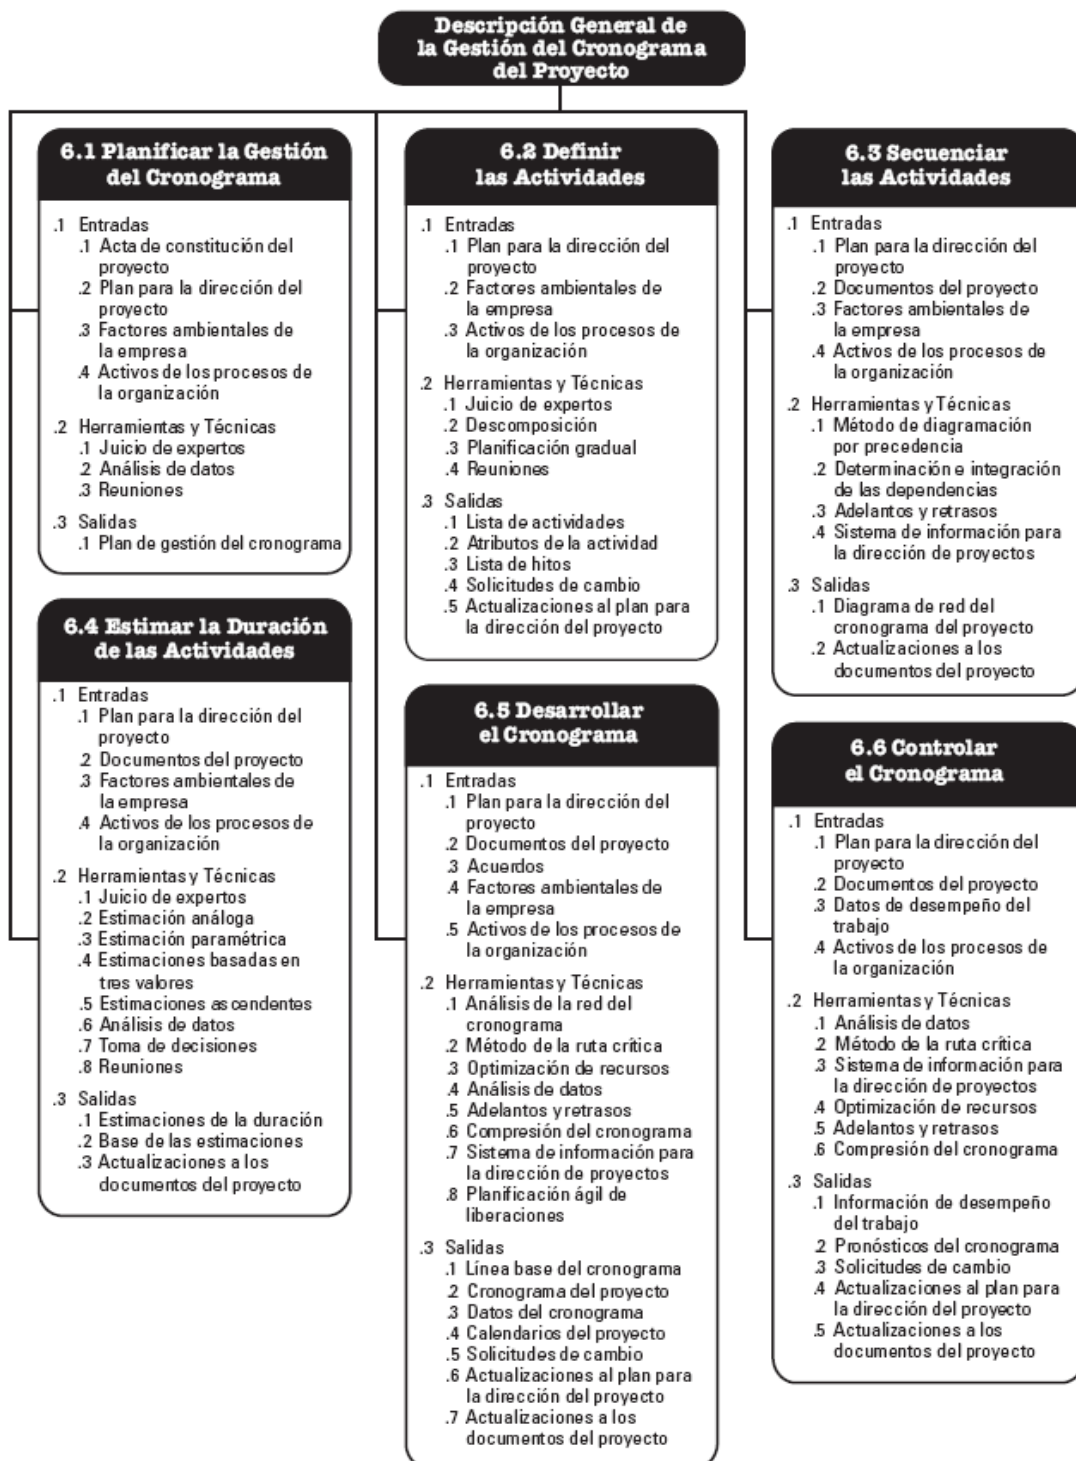 Descripción General de
la Gestión del Cronograma
del Proyecto
6.1 Planificar la Gestión
del Cronograma
.1 Entradas
.1 Acta de constitución del
proyecto
.2 Plan para la dirección del
proyecto
.3 Factores ambientales de
la empresa
.4 Activos de los procesos de
la organización
.2 Herramientas y Técnicas
.1 Juicio de expertos
.2 Análisis de datos
.3 Reuniones
.3 Salidas
.1 Plan de gestión del cronograma
6.2 Definir
las Actividades
.1 Entradas
.1 Plan para la dirección del
proyecto
.2 Factores ambientales de
la empresa
.3 Activos de los procesos de
la organización
.2 Herramientas y Técnicas
.1 Juicio de expertos
.2 Descomposición
.3 Planificación gradual
.4 Reuniones
.3 Salidas
.1 Lista de actividades
.2 Atributos de la actividad
.3 Lista de hitos
.4 Solicitudes de cambio
.5 Actualizaciones al plan para
la dirección del proyecto
6.3 Secuenciar
las Actividades
.1 Entradas
.1 Plan para la dirección del
proyecto
.2 Documentos del proyecto
.3 Factores ambientales de
la empresa
.4 Activos de los procesos de
la organización
.2 Herramientas y Técnicas
.1 Método de diagramación
por precedencia
.2 Determinación e integración
de las dependencias
.3 Adelantos y retrasos
.4 Sistema de información para
la dirección de proyectos
.3 Salidas
.1 Diagrama de red del
cronograma del proyecto
.2 Actualizaciones a los
documentos del proyecto
6.4 Estimar la Duración
de las Actividades
.1 Entradas
.1 Plan para la dirección del
proyecto
.2 Documentos del proyecto
.3 Factores ambientales de
la empresa
.4 Activos de los procesos de
la organización
.2 Herramientas y Técnicas
.1 Juicio de expertos
.2 Estimación análoga
.3 Estimación paramétrica
.4 Estimaciones basadas en
tres valores
.5 Estimaciones ascendentes
.6 Análisis de datos
.7 Toma de decisiones
.8 Reuniones
.3 Salidas
.1 Estimaciones de la duración
.2 Base de las estimaciones
.3 Actualizaciones a los
documentos del proyecto
6.5 Desarrollar
el Cronograma
.1 Entradas
.1 Plan para la dirección del
proyecto
.2 Documentos del proyecto
.3 Acuerdos
.4 Factores ambientales de
la empresa
.5 Activos de los procesos de
la organización
.2 Herramientas y Técnicas
.1 Análisis de la red del
cronograma
.2 Método de la ruta crítica
.3 Optimización de recursos
.4 Análisis de datos
.5 Adelantos y retrasos
.6 Compresión del cronograma
.7 Sistema de información para
la dirección de proyectos
.8 Planificación ágil de
liberaciones
.3 Salidas
.1 Línea base del cronograma
.2 Cronograma del proyecto
.3 Datos del cronograma
.4 Calendarios del proyecto
.5 Solicitudes de cambio
.6 Actualizaciones al plan para
la dirección del proyecto
.7 Actualizaciones a los
documentos del proyecto
6.6 Controlar
el Cronograma
.1 Entradas
.1 Plan para la dirección del
proyecto
.2 Documentos del proyecto
.3 Datos de desempeño del
trabajo
.4 Activos de los procesos de
la organización
.2 Herramientas y Técnicas
.1 Análisis de datos
.2 Método de la ruta crítica
.3 Sistema de información para
la dirección de proyectos
.4 Optimización de recursos
.5 Adelantos y retrasos
.6 Compresión del cronograma
.3 Salidas
.1 Información de desempeño
del trabajo
.2 Pronósticos del cronograma
.3 Solicitudes de cambio
.4 Actualizaciones al plan para
la dirección del proyecto
.5 Actualizaciones a los
documentos del proyecto